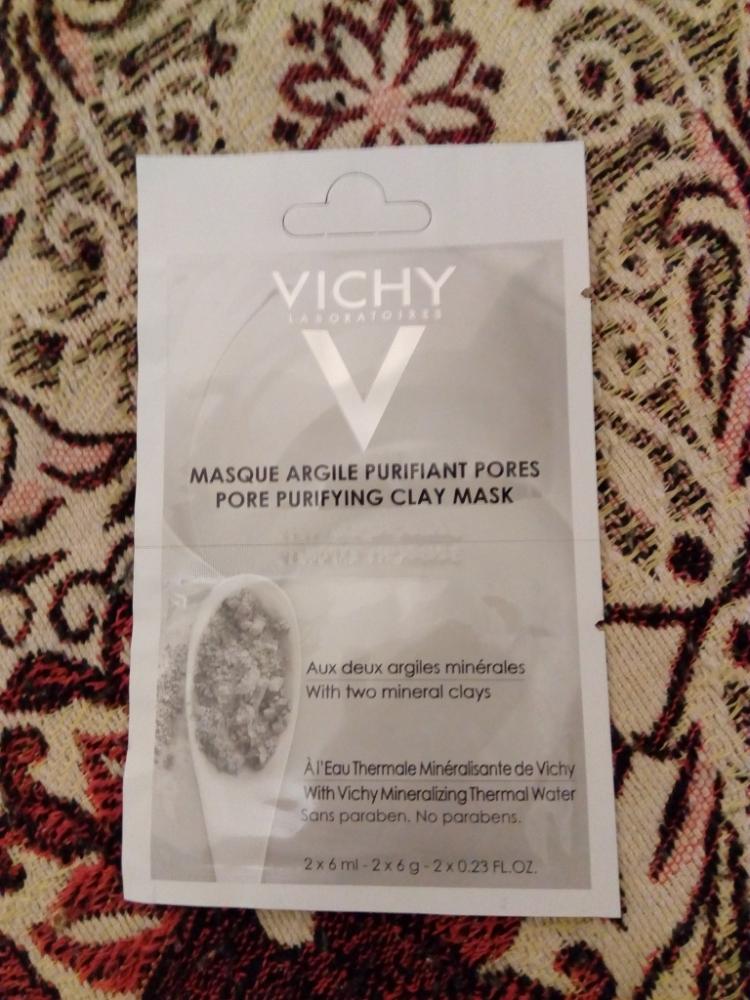 VICHY
LABORATOIRES
V
MASQUE ARGILE PURIFIANT PORES
PORE PURIFYING CLAY MASK
Aux deux argiles minérales
With two mineral clays
À l'Eau Thermale Minéralisante de Vichy
With Vichy Mineralizing Thermal Water
Sans paraben. No parabens.
2 x 6 ml - 2 x 6 g - 2 x 0.23 FL.OZ.